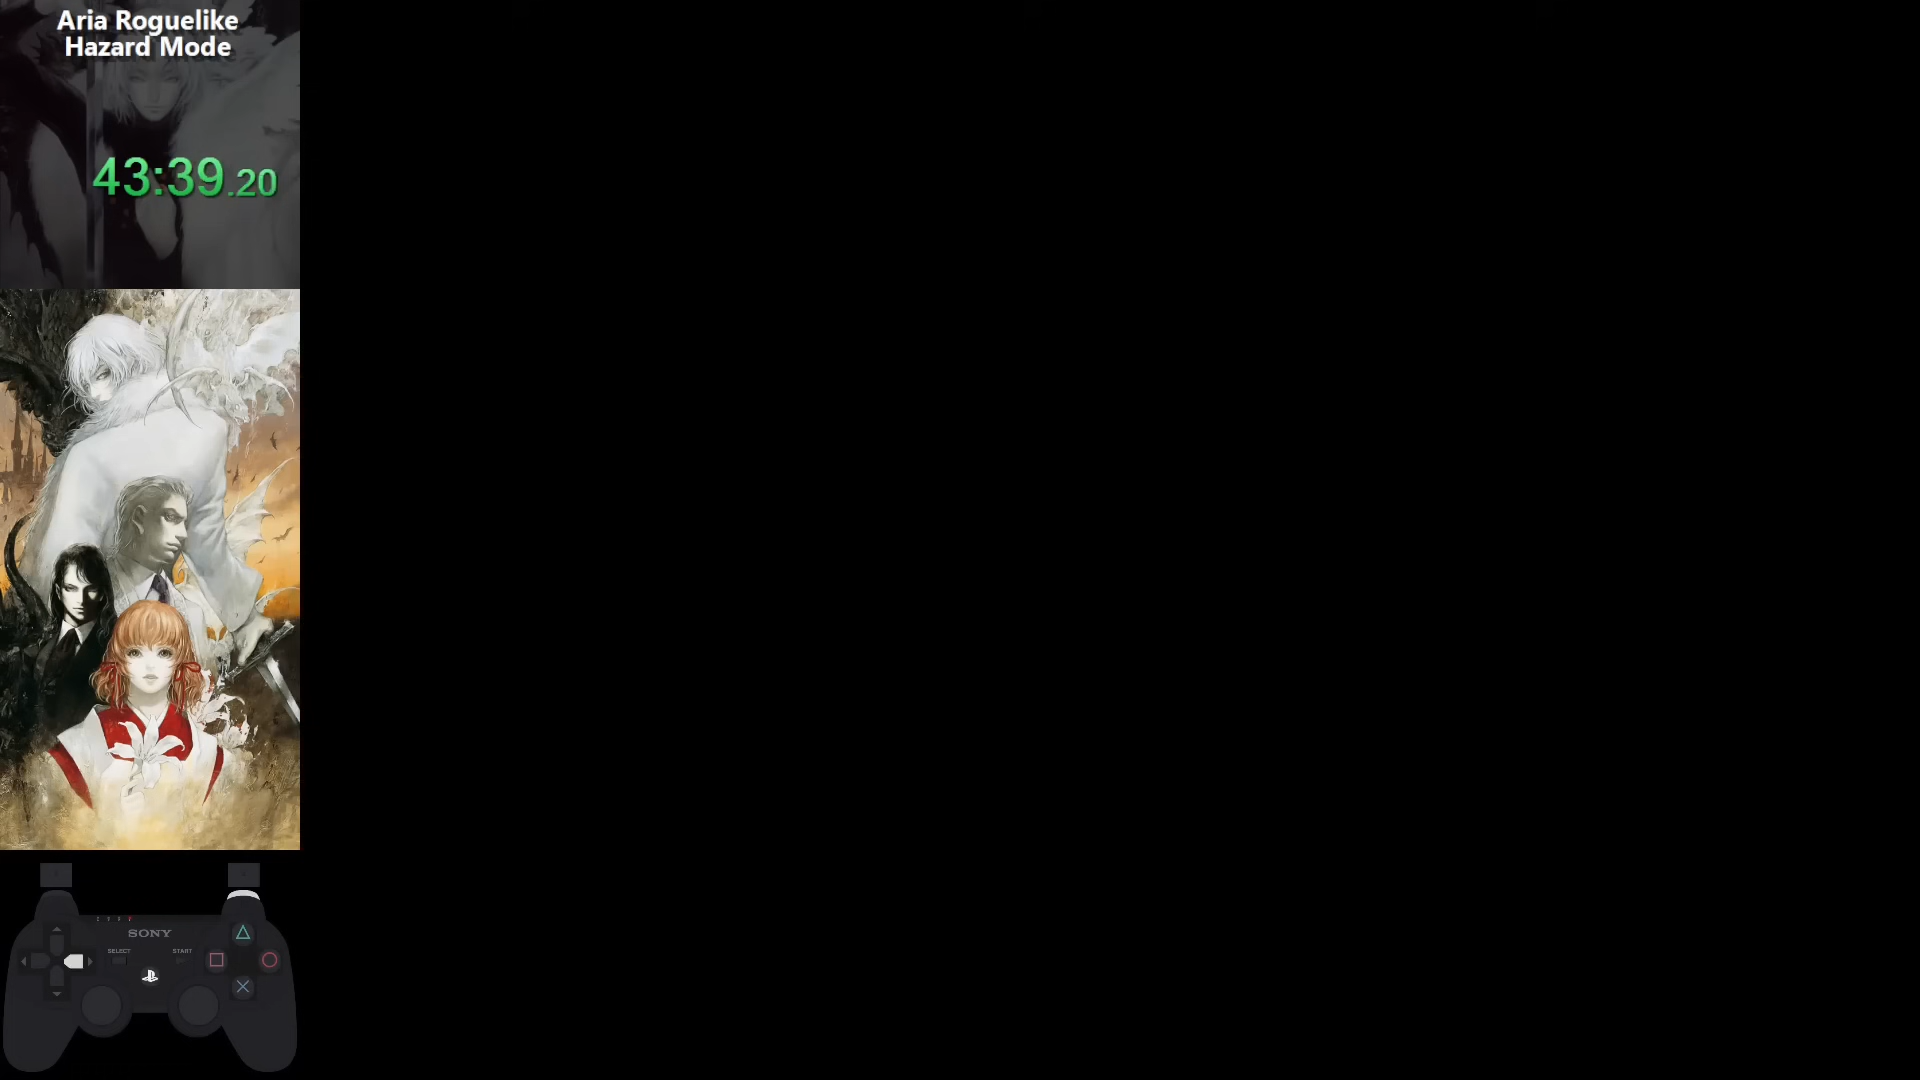 Aria Roguelike
Hazard Mode
43:39.20
SONY
SELECT
START